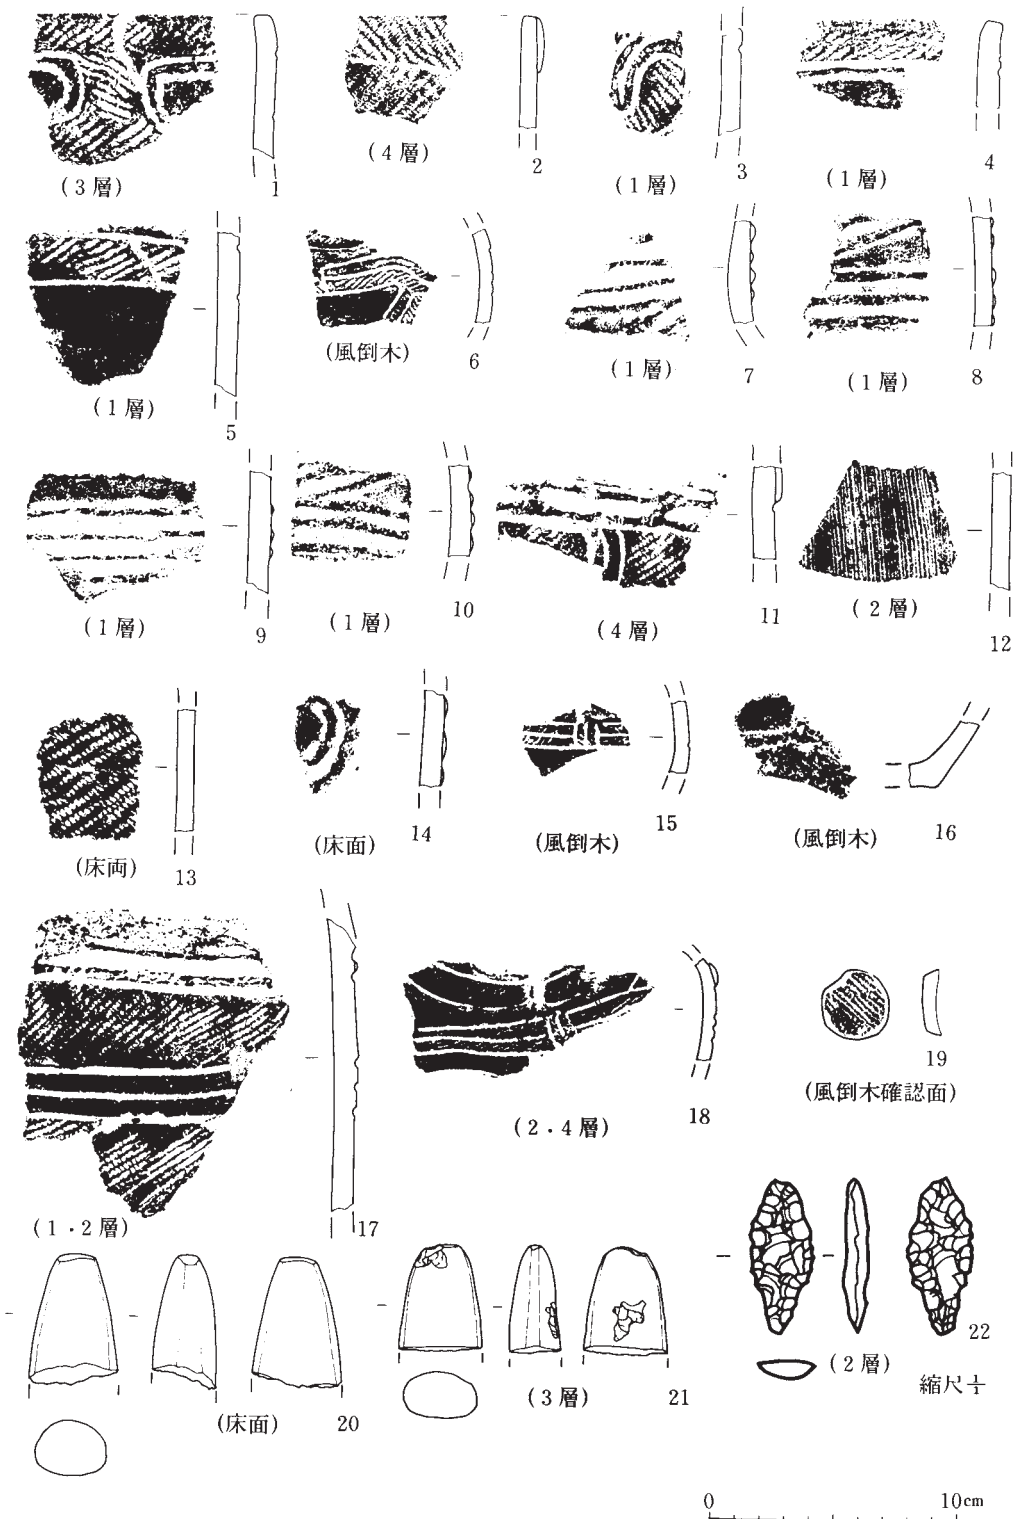 (3層)
1
(4層)
2
(1層)
3
(1層)
4
(1層)
5
(風倒木)
6
(1層)
7
(1層)
8
(1層)
9
(1層)
10
(4層)
11
(2層)
12
(床両)
13
(床面)
14
(風倒木)
15
(風倒木)
16
(1・2層)
17
(2・4層)
18
19
(風倒木確認面)
(床面)
20
(3層)
21
(2層)
22
縮尺1/1
0 10cm